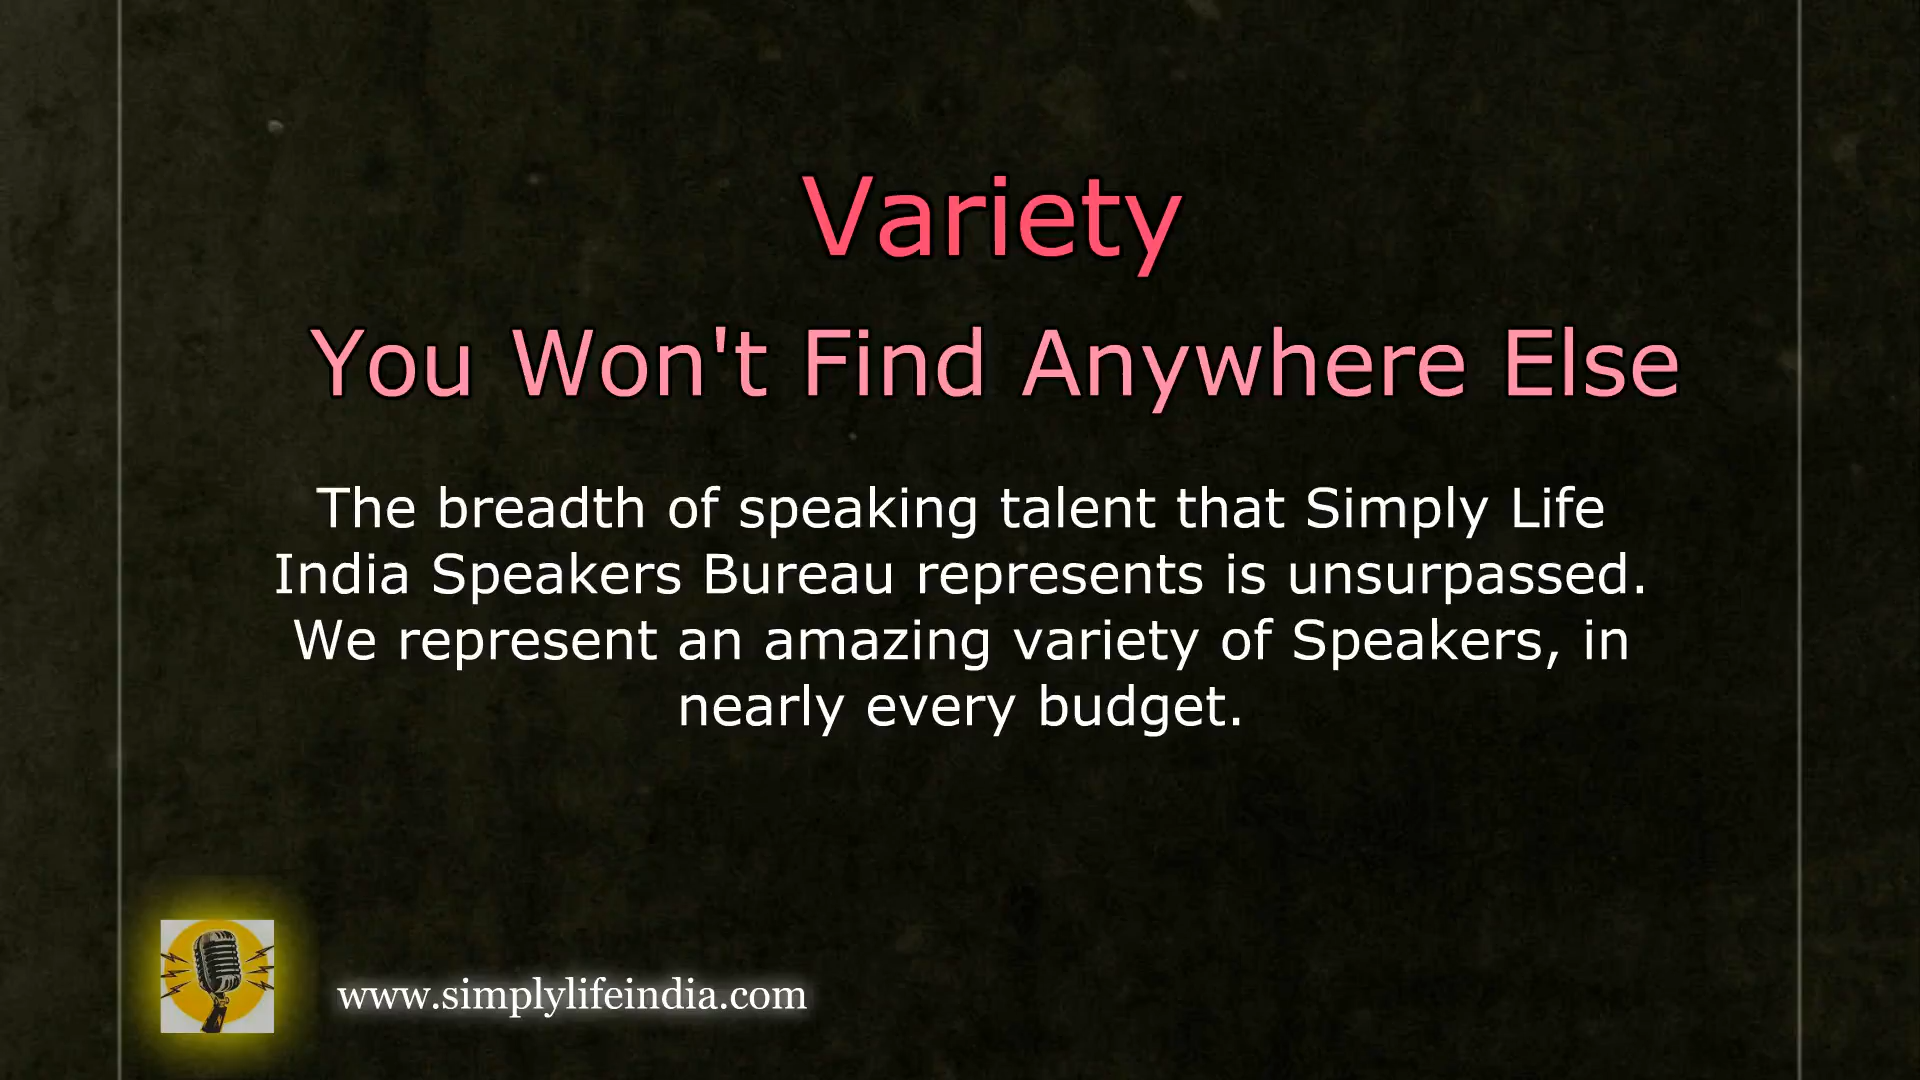 Variety
You Won't Find Anywhere Else
The breadth of speaking talent that Simply Life
India Speakers Bureau represents is unsurpassed.
We represent an amazing variety of Speakers, in
nearly every budget.
www.simplylifeindia.com